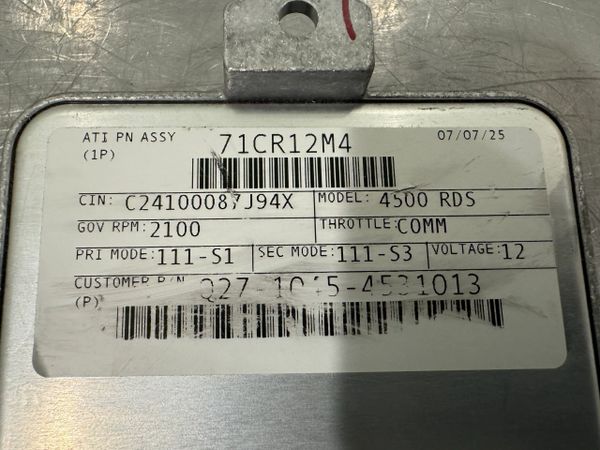 ATI PN ASSY 71CR12M4 07/07/25
(1P)
CIN: C24100087J94X MODEL: 4500 RDS
GOV RPM: 2100 THROTTLE: COMM
PRI MODE: 111-S1 SEC MODE: 111-S3 VOLTAGE: 12
CUSTOMER P/N
(P)